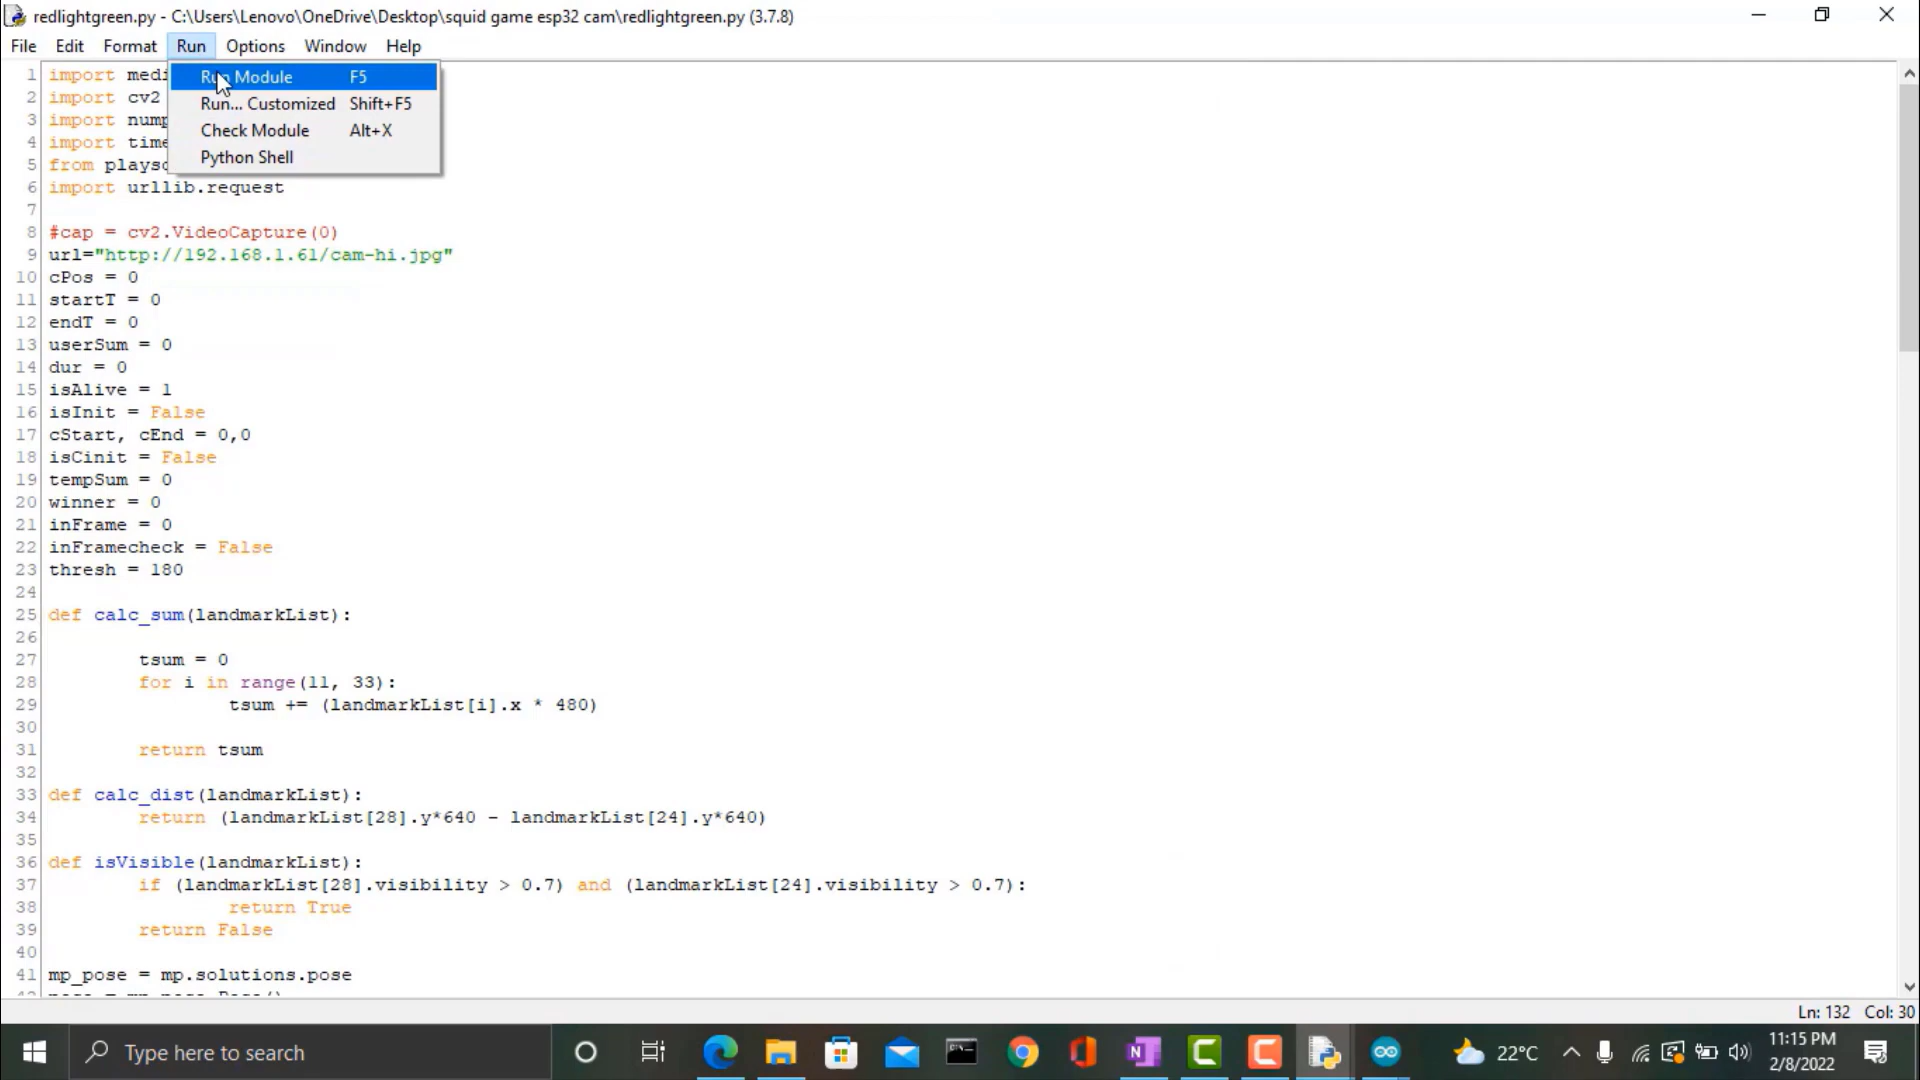 redlightgreen.py - C:\Users\Lenovo\OneDrive\Desktop\squid game esp32 cam\redlightgreen.py (3.7.8)
File Edit Format Run Options Window Help
Run Module F5
Run... Customized Shift+F5
Check Module Alt+X
Python Shell
1 import medi
2 import cv2
3 import nump
4 import time
5 from playso
6 import urllib.request
7
8 #cap = cv2.VideoCapture(0)
9 url="http://192.168.1.61/cam-hi.jpg"
10 cPos = 0
11 startT = 0
12 endT = 0
13 userSum = 0
14 dur = 0
15 isAlive = 1
16 isInit = False
17 cStart, cEnd = 0,0
18 isCinit = False
19 tempSum = 0
20 winner = 0
21 inFrame = 0
22 inFramecheck = False
23 thresh = 180
24
25 def calc_sum(landmarkList):
26
27 tsum = 0
28 for i in range(11, 33):
29 tsum += (landmarkList[i].x * 480)
30
31 return tsum
32
33 def calc_dist(landmarkList):
34 return (landmarkList[28].y*640 - landmarkList[24].y*640)
35
36 def isVisible(landmarkList):
37 if (landmarkList[28].visibility > 0.7) and (landmarkList[24].visibility > 0.7):
38 return True
39 return False
40
41 mp_pose = mp.solutions.pose
Ln: 132 Col: 30
Type here to search
22°C
11:15 PM
2/8/2022